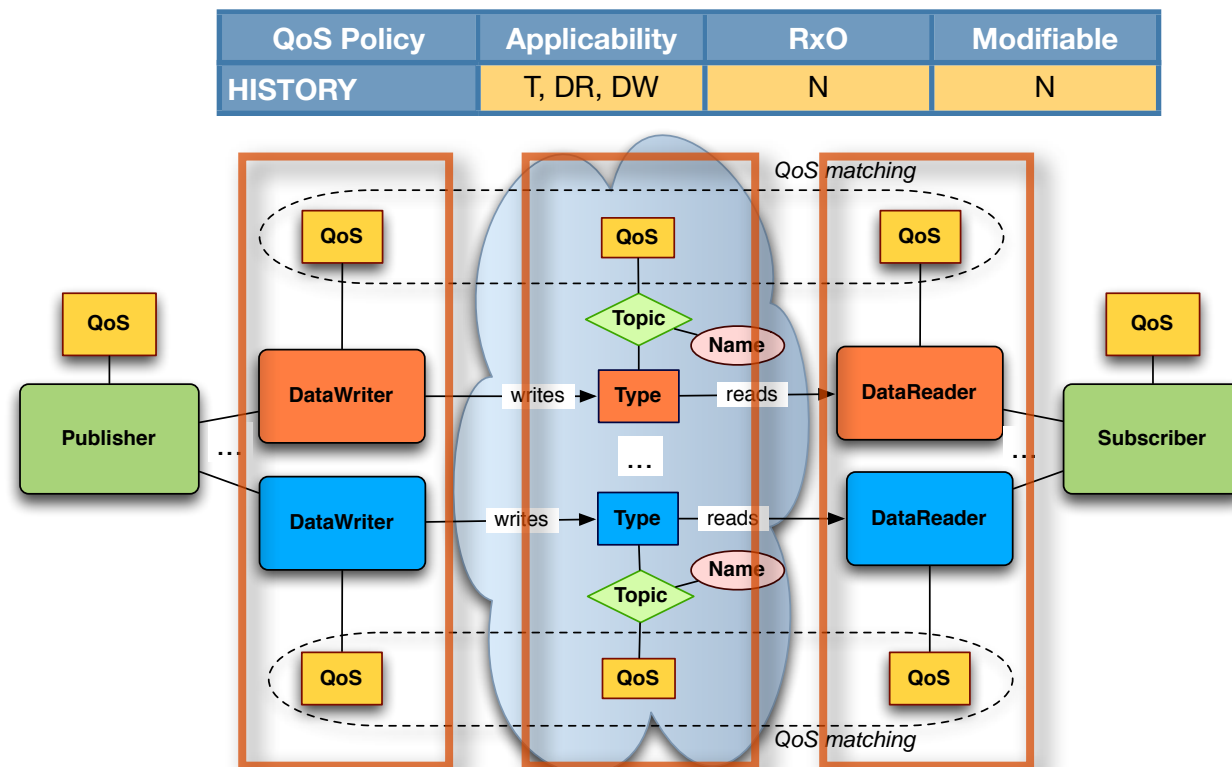 QoS Policy Applicability RxO Modifiable
HISTORY T, DR, DW N N
QoS matching
QoS QoS QoS
QoS QoS
Topic
Name
DataWriter writes Type reads DataReader
Publisher ... ... ... Subscriber
DataWriter writes Type reads DataReader
Name
Topic
QoS QoS QoS
QoS matching